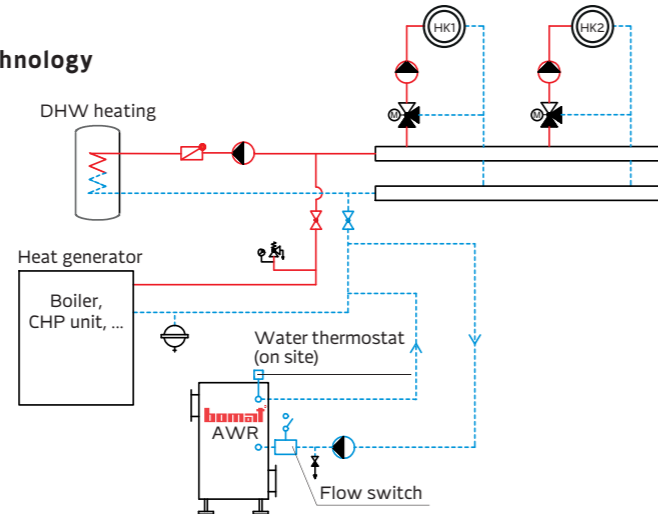 hnology
HK1
HK2
M
M
DHW heating
Heat generator
Boiler,
CHP unit, ...
Water thermostat
(on site)
bomat
AWR
Flow switch